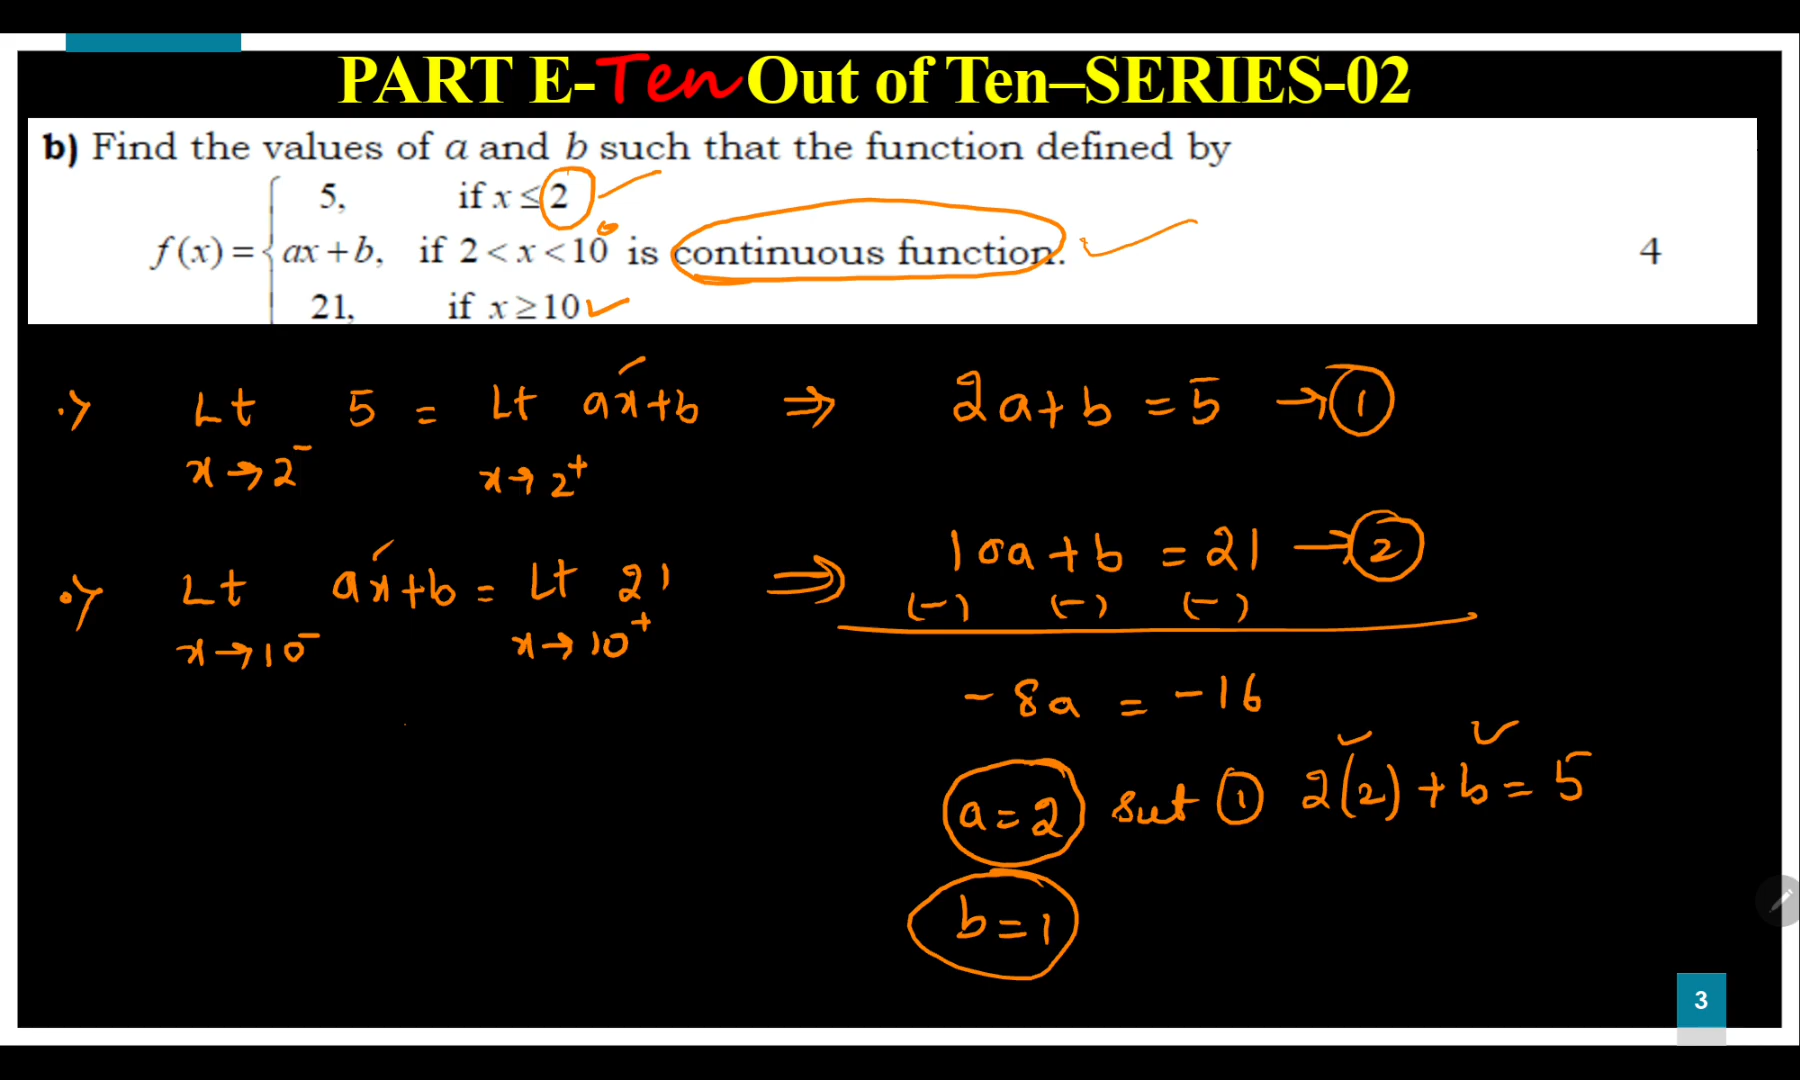 PART E-Ten Out of Ten–SERIES-02
b) Find the values of a and b such that the function defined by
5, if x ≤ 2
f(x) = { ax + b, if 2 < x < 10 is continuous function. 4
21, if x ≥ 10
Lt 5 = Lt ax+b ⇒ 2a+b = 5 → ①
x→2⁻ x→2⁺
10a+b = 21 → ②
Lt ax+b = Lt 21 ⇒
(-) (-) (-)
x→10⁻ x→10⁺
-8a = -16
a=2 sut ① 2(2)+b=5
b=1
3